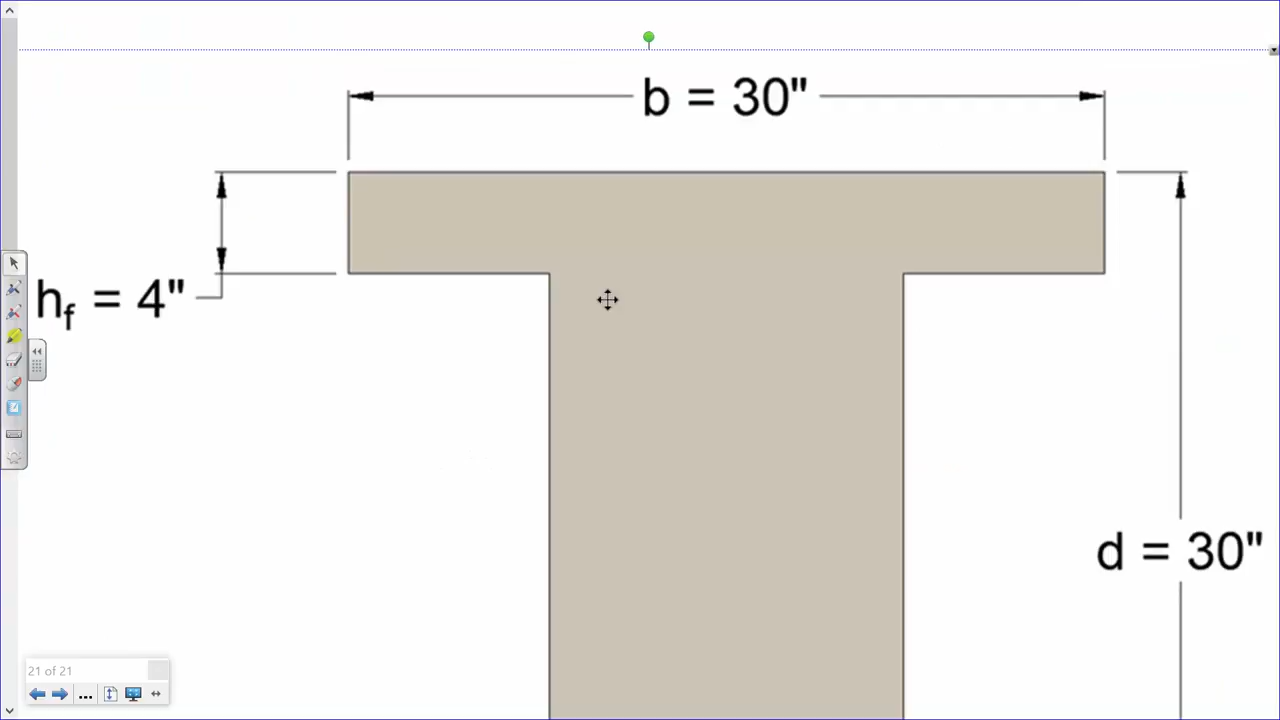 b = 30"
hf = 4"
d = 30"
21 of 21
...